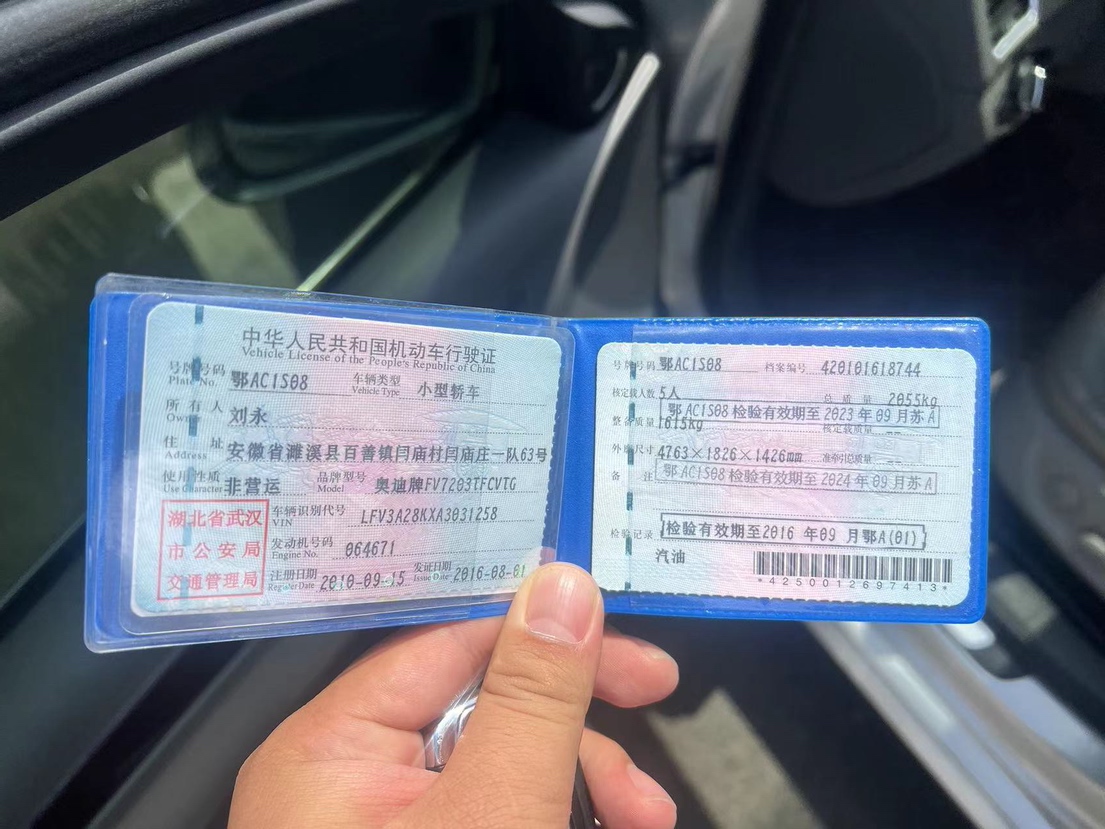 中华人民共和国机动车行驶证
Vehicle License of the People's Republic of China
号牌号码 鄂AC1S08 车辆类型 小型轿车
Plate No. Vehicle Type
所有人 刘永
Owner
住址 安徽省濉溪县百善镇闫庙村闫庙庄一队63号
Address
使用性质 非营运 品牌型号 奥迪牌FV7203TFCVTG
Use Character Model
湖北省武汉
市公安局
交通管理局
车辆识别代号 LFV3A28KXA3031258
VIN
发动机号码 064671
Engine No.
注册日期 2010-09-15 发证日期 2016-08-01
Register Date Issue Date
号牌号码 鄂AC1S08 档案编号 420101618744
核定载人数 5人 总质量 2055kg
鄂AC1S08检验有效期至2023年09月苏A
整备质量 1615kg 核定载质量 --
外廓尺寸 4763×1826×1426mm 准牵引总质量 --
备注 鄂AC1S08检验有效期至2024年09月苏A
检验记录 检验有效期至2016年09月鄂A(01)
汽油
*4250012697413*